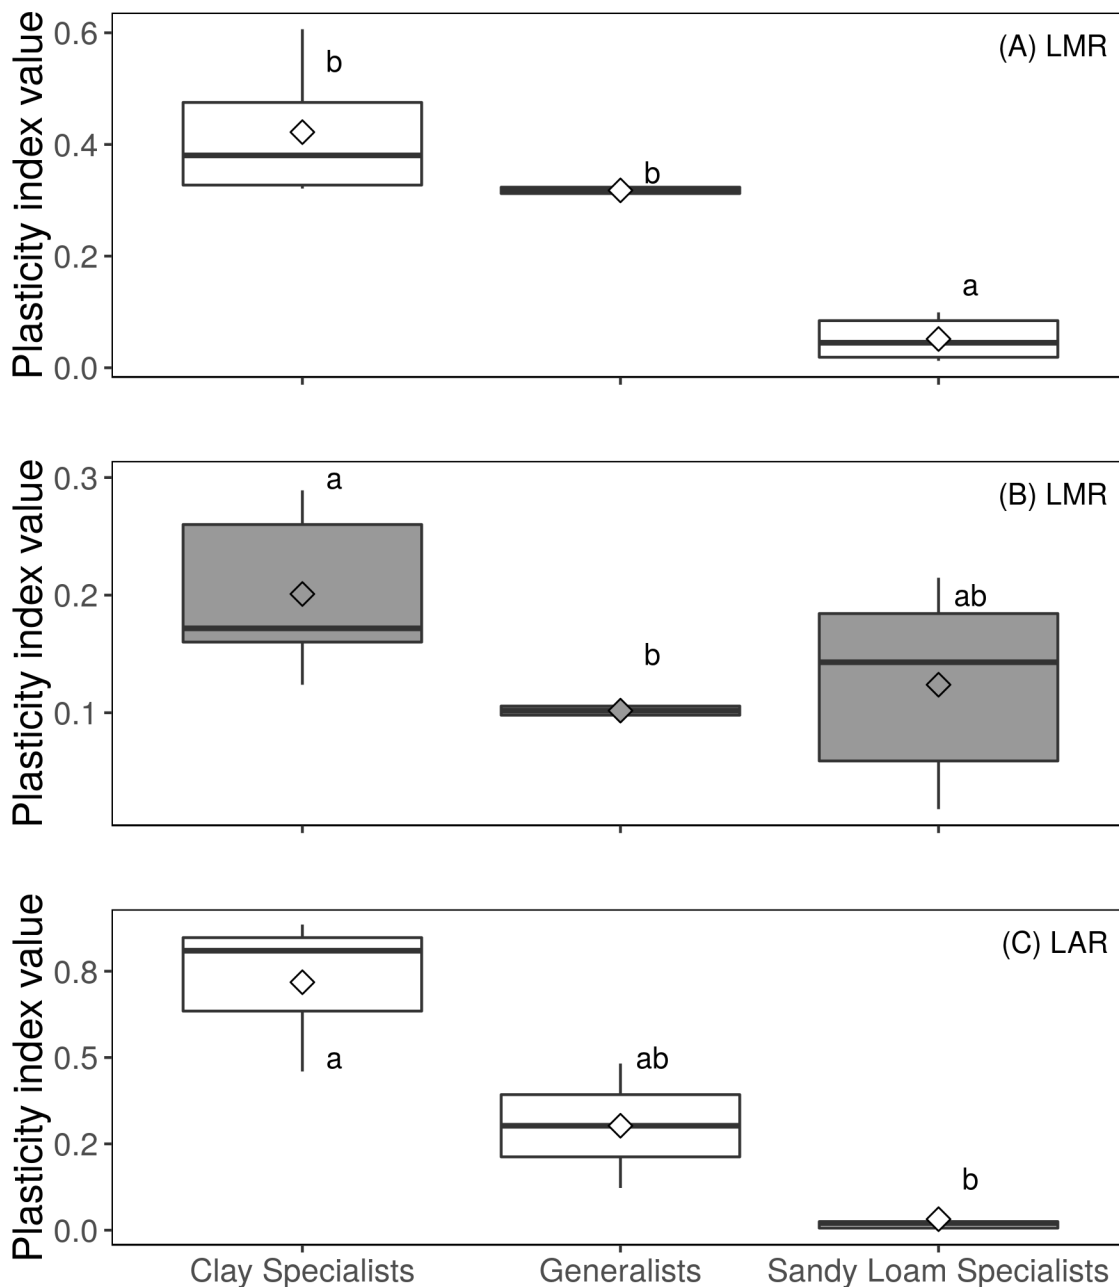 Plasticity index value
(A) LMR
0.6
0.4
0.2
0.0
b
b
a
Plasticity index value
(B) LMR
0.3
0.2
0.1
a
b
ab
Plasticity index value
(C) LAR
0.8
0.5
0.2
0.0
a
ab
b
Clay Specialists
Generalists
Sandy Loam Specialists